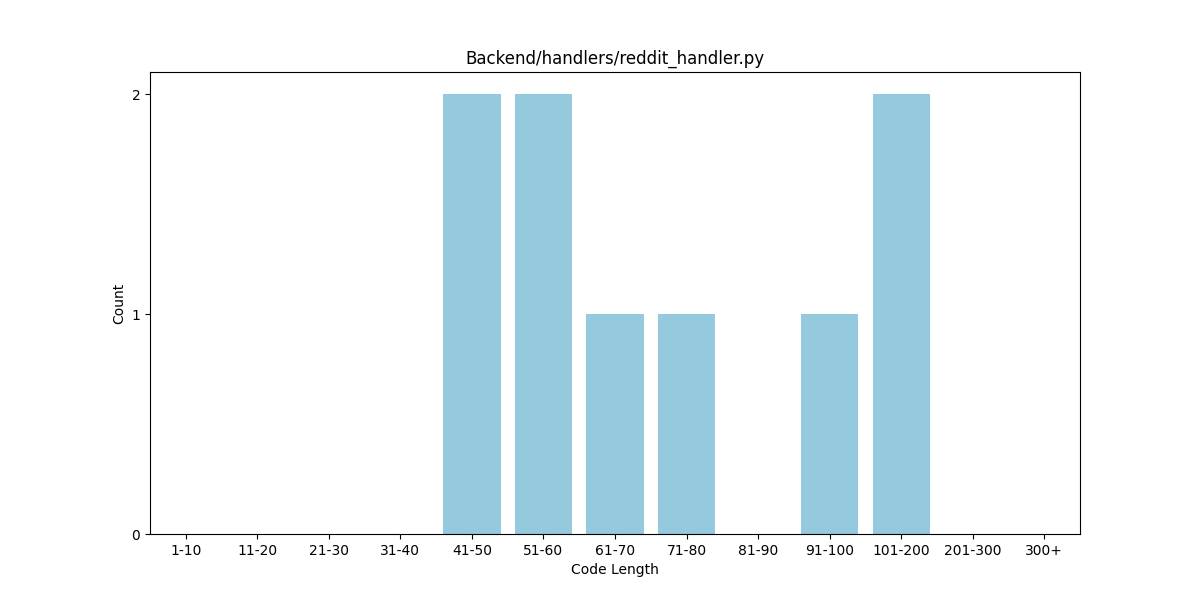 Backend/handlers/reddit_handler.py
Count
2
1
0
1-10 11-20 21-30 31-40 41-50 51-60 61-70 71-80 81-90 91-100 101-200 201-300 300+
Code Length